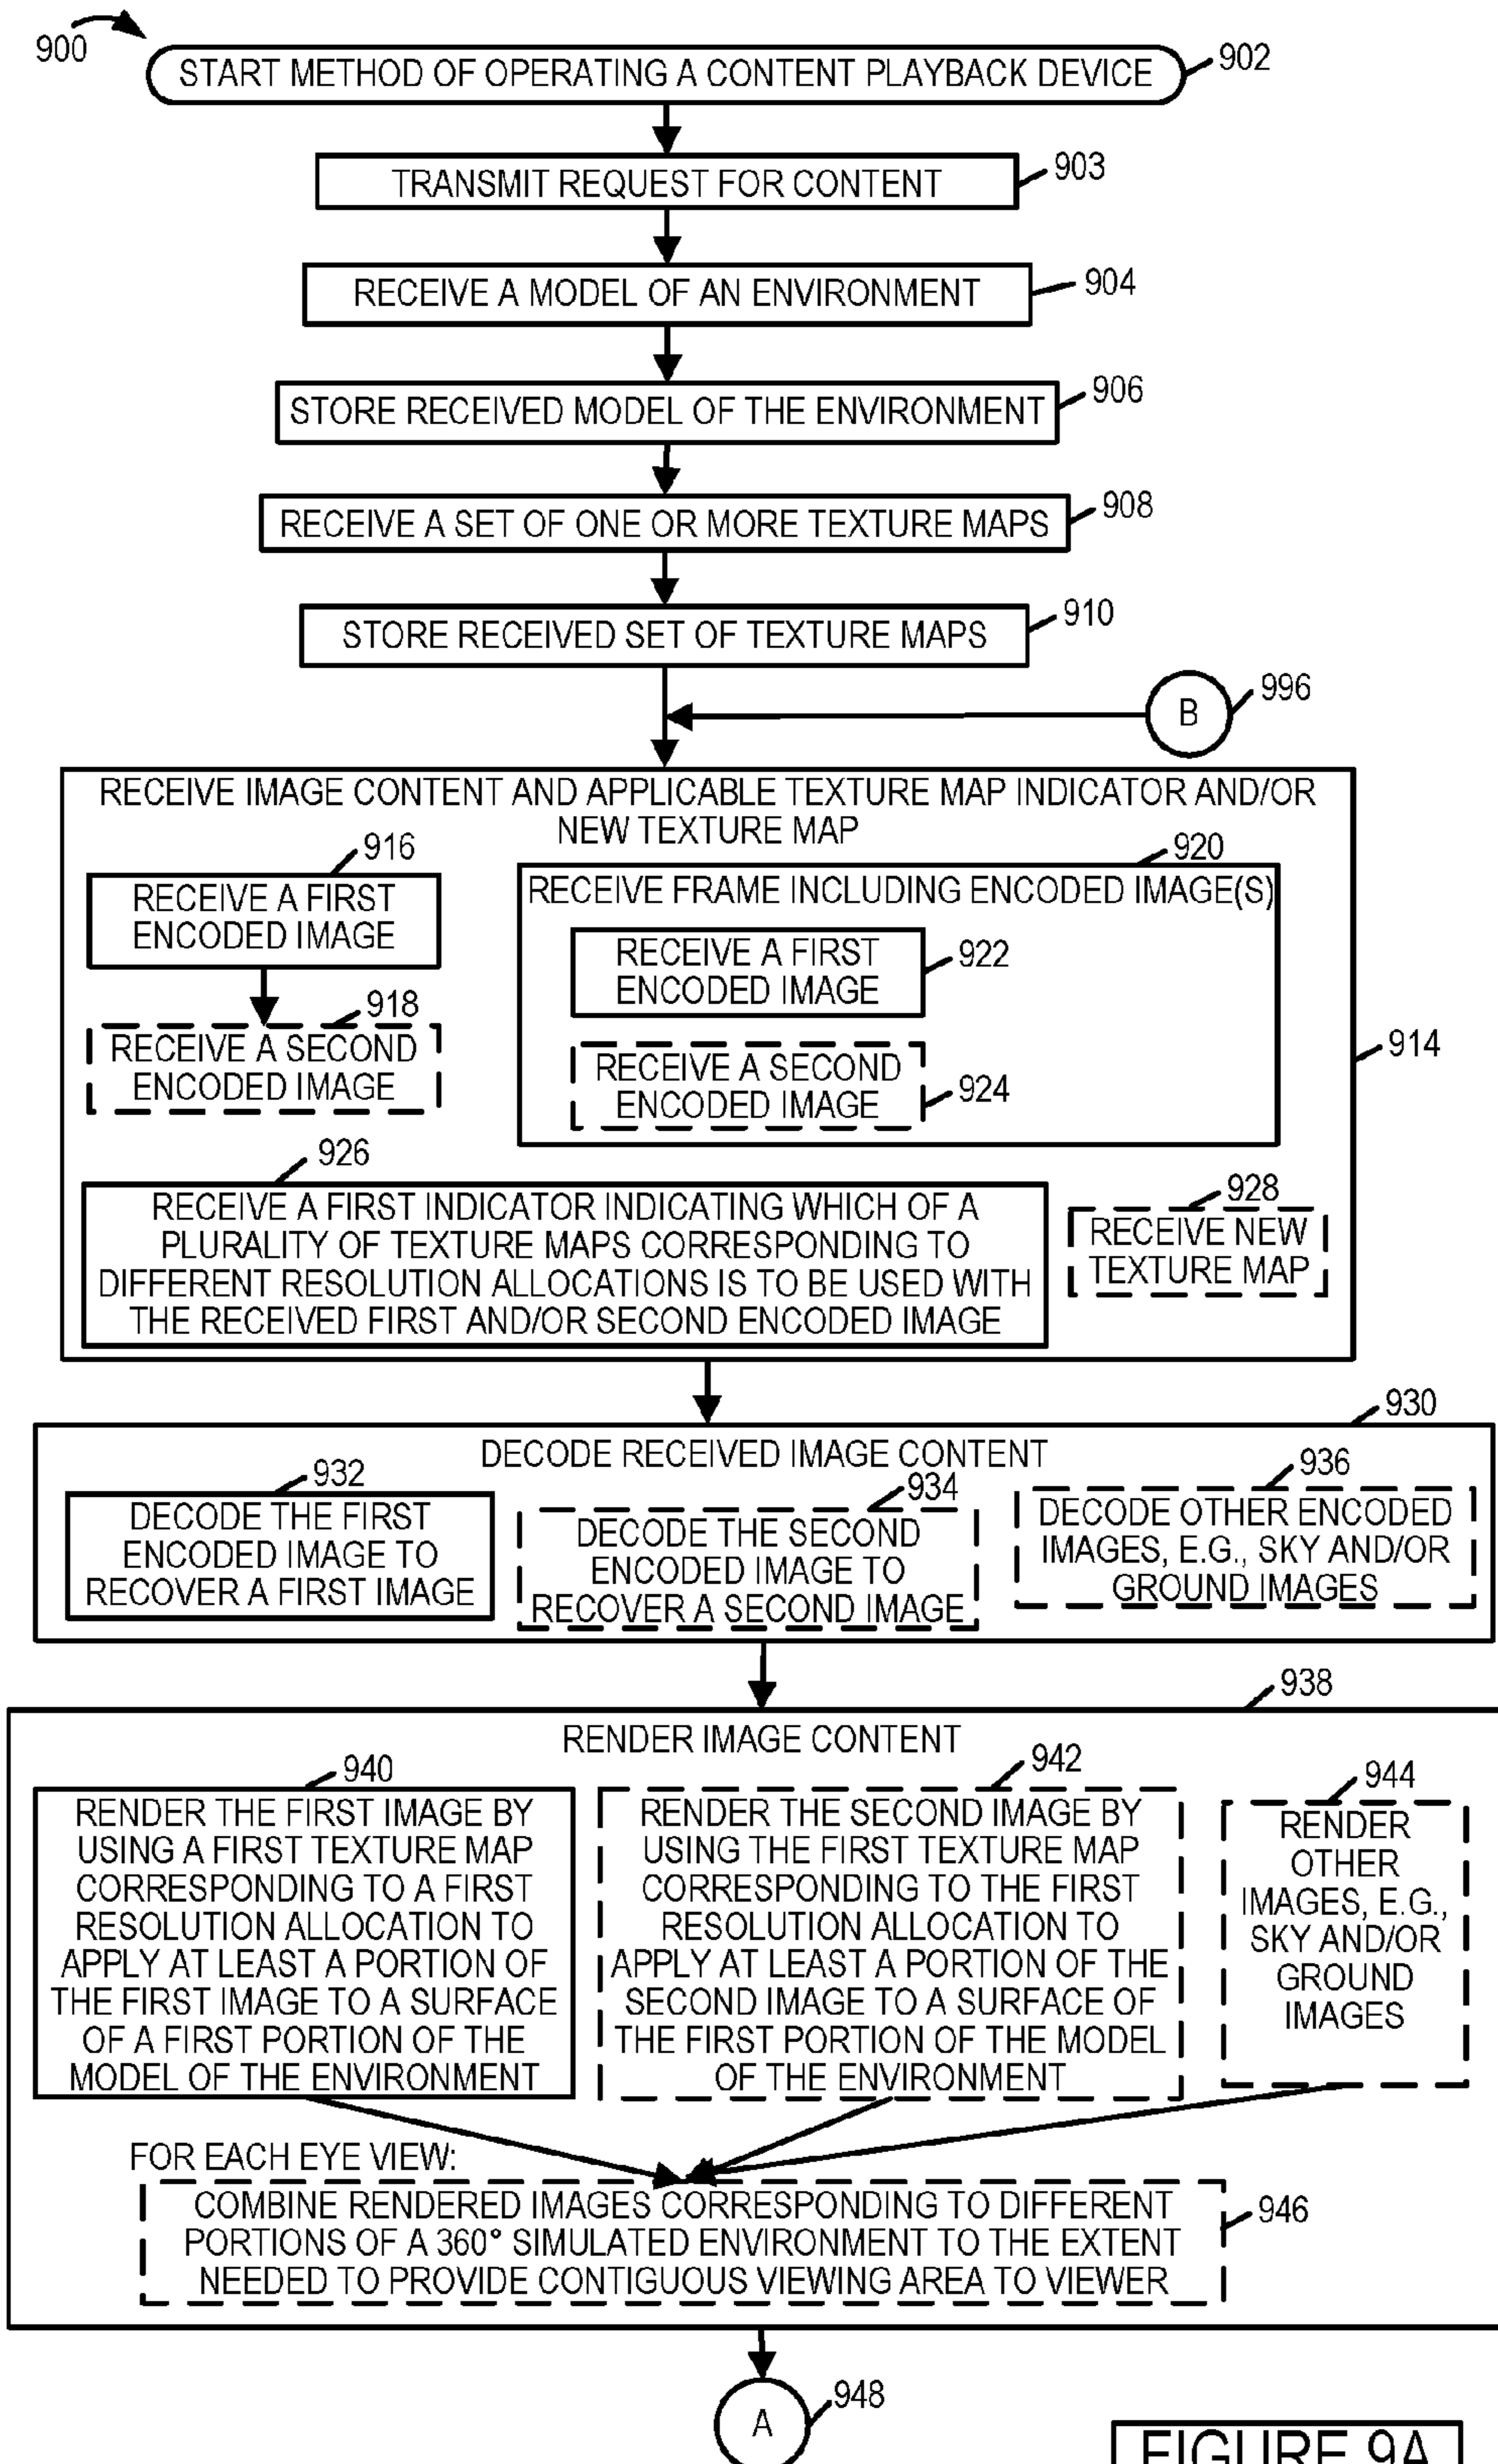 900
START METHOD OF OPERATING A CONTENT PLAYBACK DEVICE
902
TRANSMIT REQUEST FOR CONTENT
903
RECEIVE A MODEL OF AN ENVIRONMENT
904
STORE RECEIVED MODEL OF THE ENVIRONMENT
906
RECEIVE A SET OF ONE OR MORE TEXTURE MAPS
908
STORE RECEIVED SET OF TEXTURE MAPS
910
B
996
RECEIVE IMAGE CONTENT AND APPLICABLE TEXTURE MAP INDICATOR AND/OR
NEW TEXTURE MAP
914
916
RECEIVE A FIRST
ENCODED IMAGE
918
RECEIVE A SECOND
ENCODED IMAGE
920
RECEIVE FRAME INCLUDING ENCODED IMAGE(S)
RECEIVE A FIRST
ENCODED IMAGE
922
RECEIVE A SECOND
ENCODED IMAGE
924
926
RECEIVE A FIRST INDICATOR INDICATING WHICH OF A
PLURALITY OF TEXTURE MAPS CORRESPONDING TO
DIFFERENT RESOLUTION ALLOCATIONS IS TO BE USED WITH
THE RECEIVED FIRST AND/OR SECOND ENCODED IMAGE
928
RECEIVE NEW
TEXTURE MAP
930
DECODE RECEIVED IMAGE CONTENT
932
DECODE THE FIRST
ENCODED IMAGE TO
RECOVER A FIRST IMAGE
934
DECODE THE SECOND
ENCODED IMAGE TO
RECOVER A SECOND IMAGE
936
DECODE OTHER ENCODED
IMAGES, E.G., SKY AND/OR
GROUND IMAGES
938
RENDER IMAGE CONTENT
940
RENDER THE FIRST IMAGE BY
USING A FIRST TEXTURE MAP
CORRESPONDING TO A FIRST
RESOLUTION ALLOCATION TO
APPLY AT LEAST A PORTION OF
THE FIRST IMAGE TO A SURFACE
OF A FIRST PORTION OF THE
MODEL OF THE ENVIRONMENT
942
RENDER THE SECOND IMAGE BY
USING THE FIRST TEXTURE MAP
CORRESPONDING TO THE FIRST
RESOLUTION ALLOCATION TO
APPLY AT LEAST A PORTION OF THE
SECOND IMAGE TO A SURFACE OF
THE FIRST PORTION OF THE MODEL
OF THE ENVIRONMENT
944
RENDER
OTHER
IMAGES, E.G.,
SKY AND/OR
GROUND
IMAGES
FOR EACH EYE VIEW:
COMBINE RENDERED IMAGES CORRESPONDING TO DIFFERENT
PORTIONS OF A 360° SIMULATED ENVIRONMENT TO THE EXTENT
NEEDED TO PROVIDE CONTIGUOUS VIEWING AREA TO VIEWER
946
A
948
FIGURE 9A